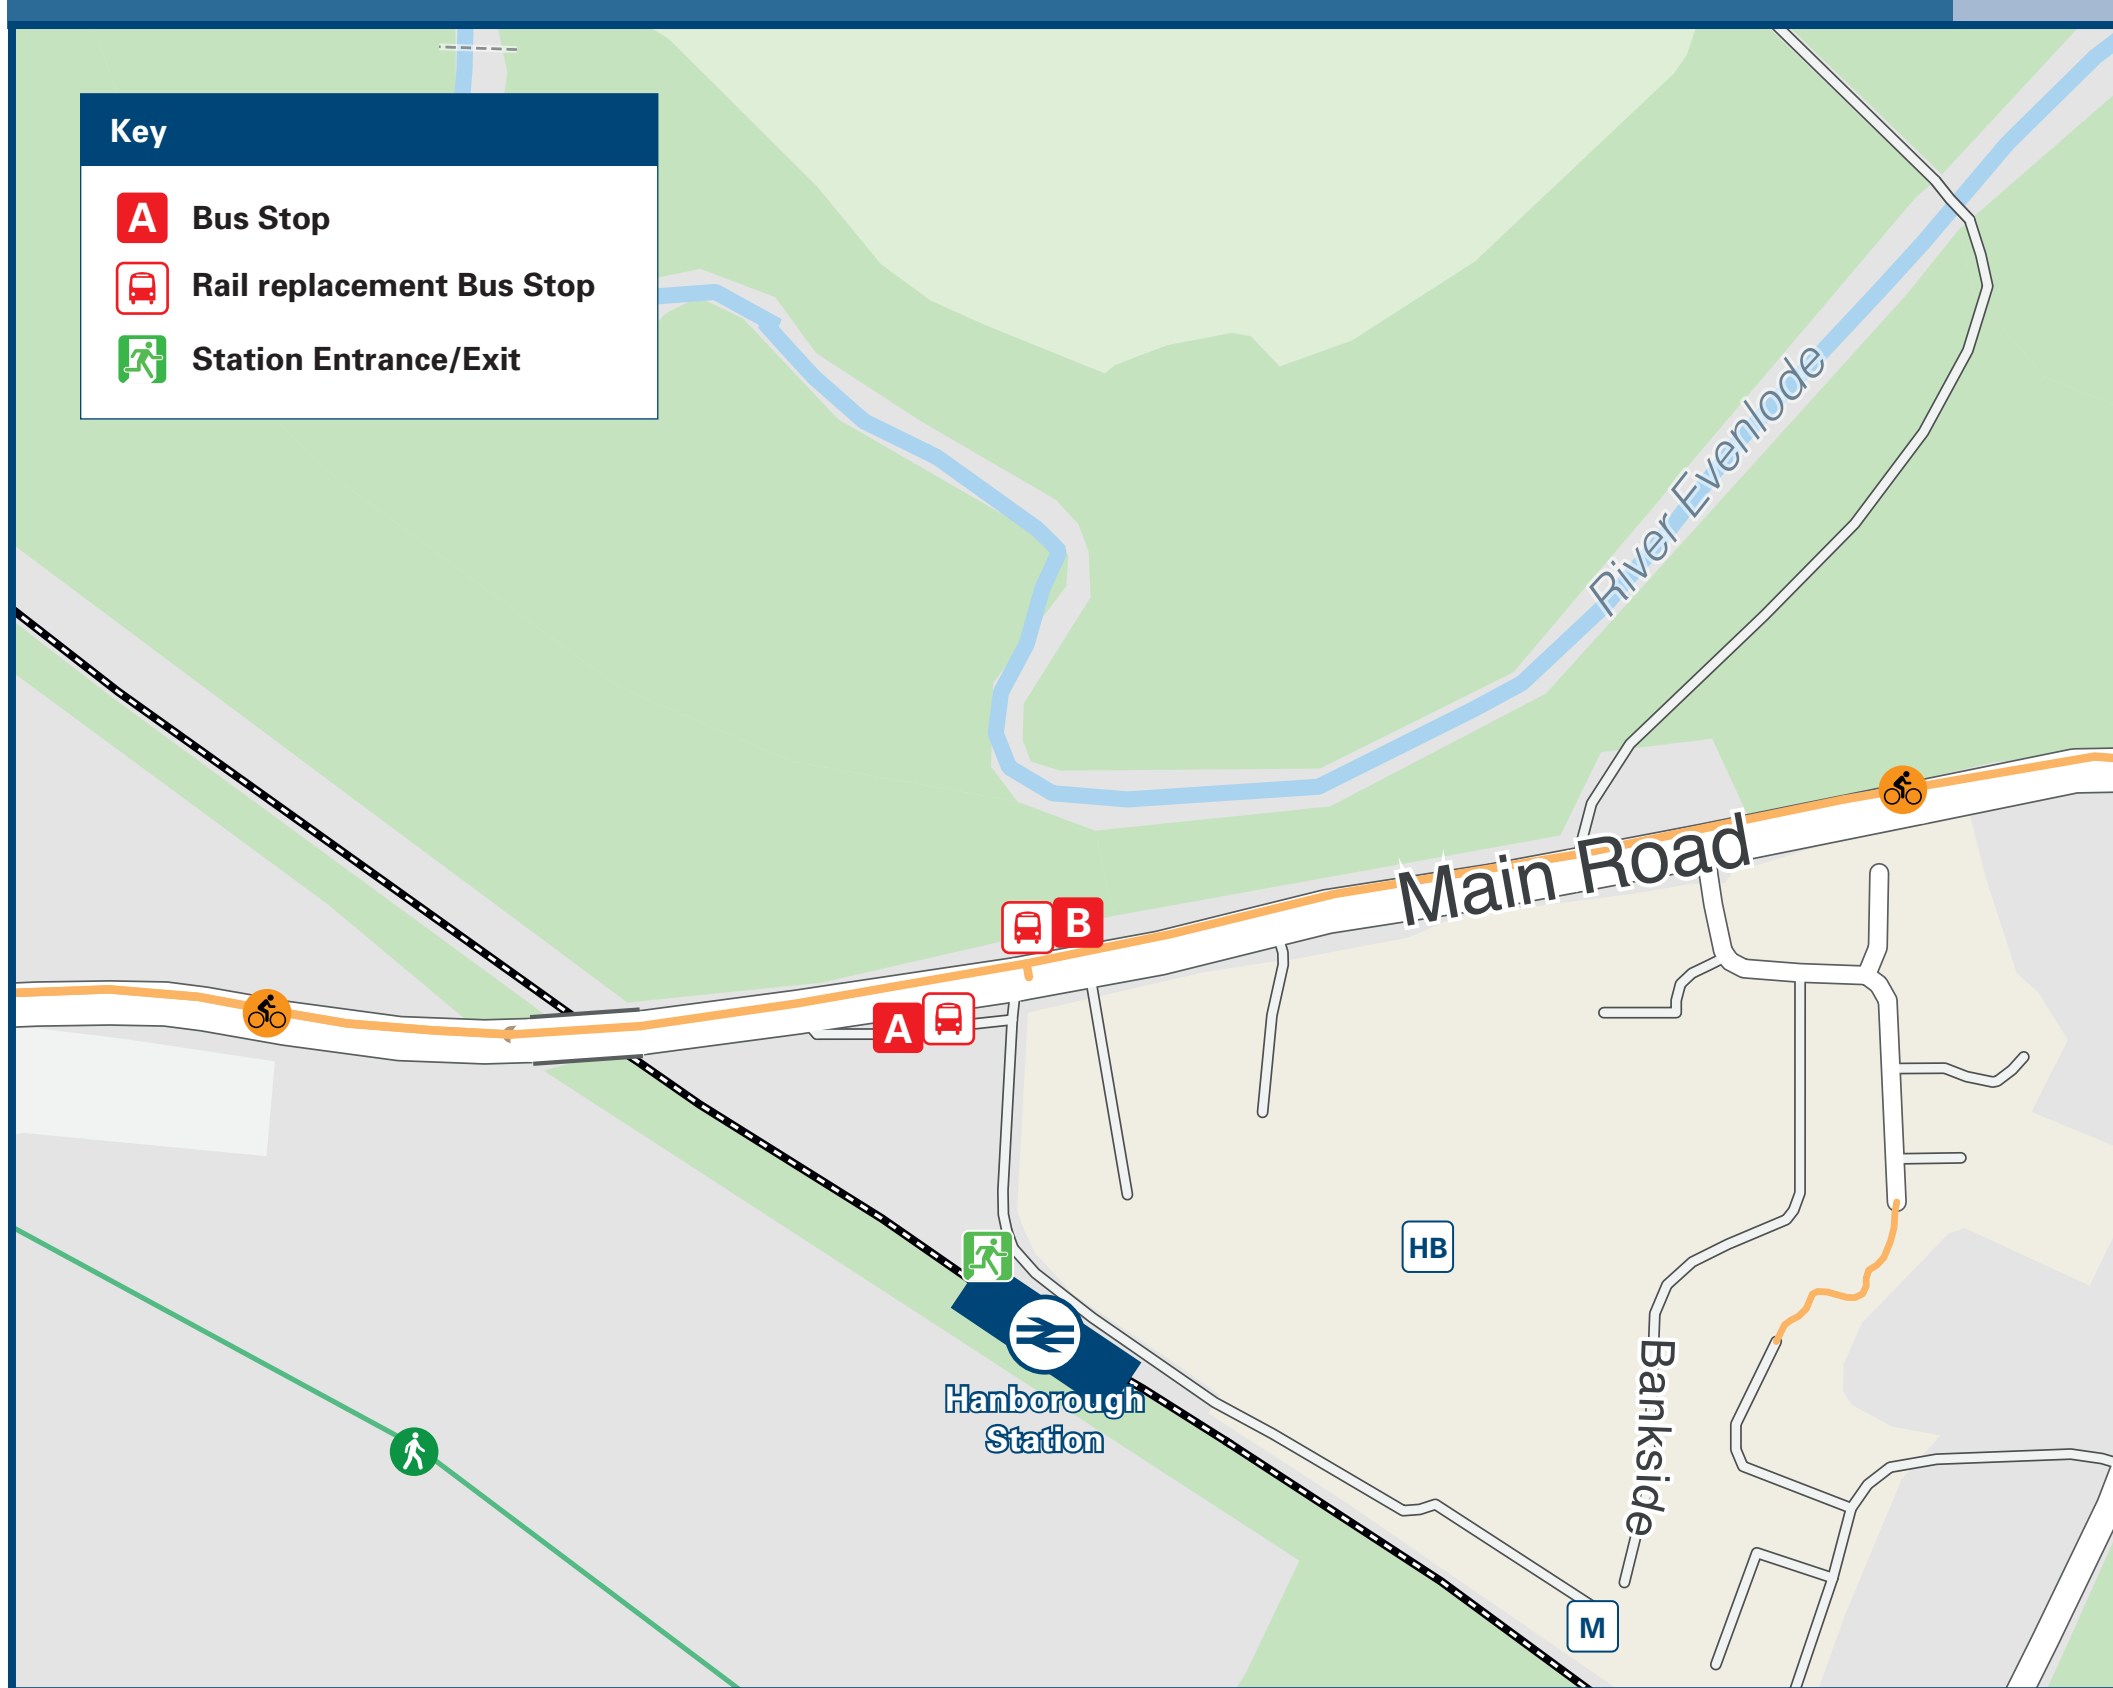 Key
A Bus Stop
Rail replacement Bus Stop
Station Entrance/Exit
River Evenlode
Main Road
B
A
HB
Hanborough
Station
Bankside
M